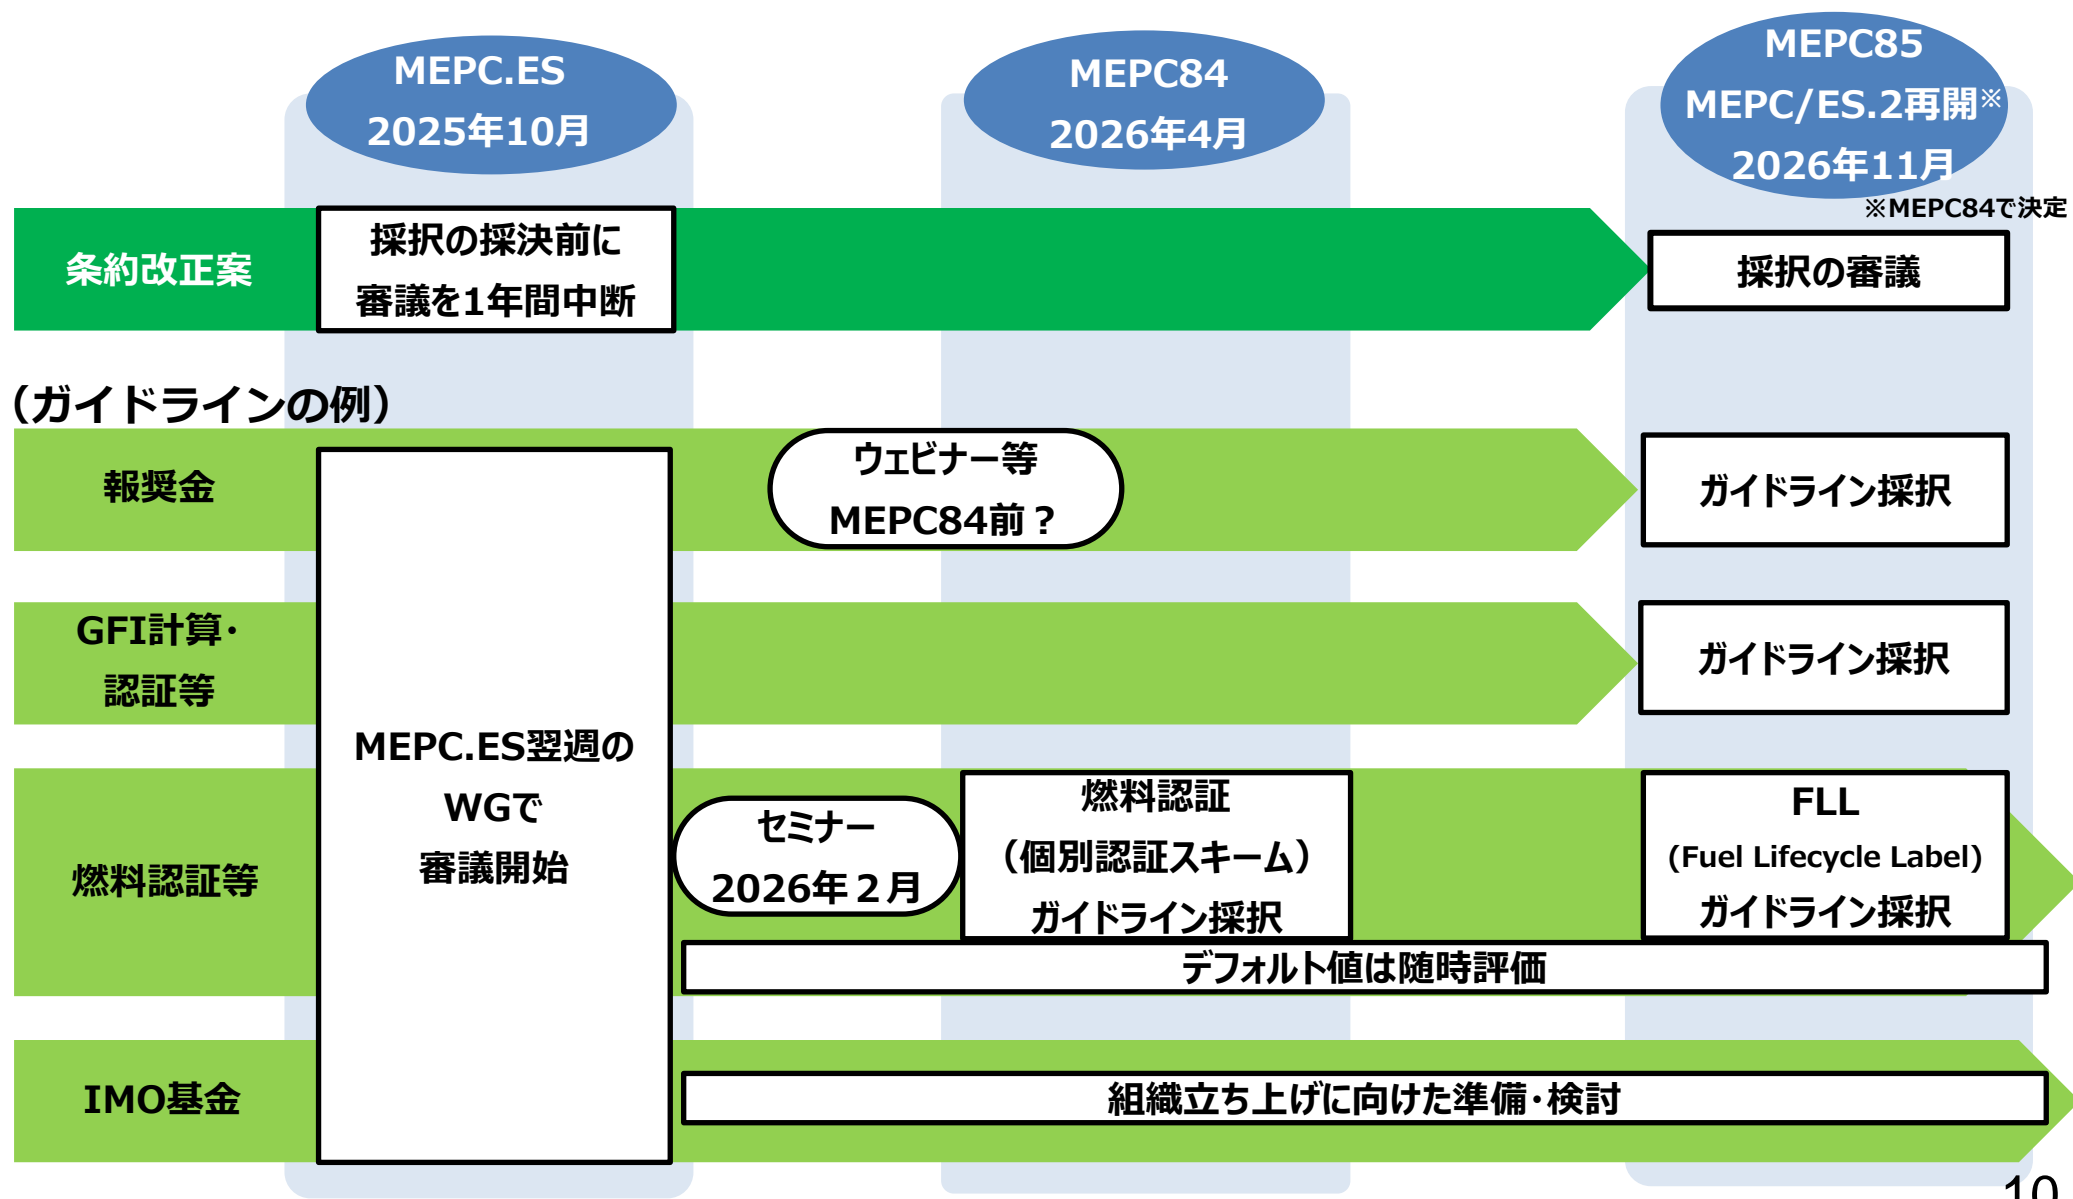 MEPC.ES
2025年10月
MEPC84
2026年4月
MEPC85
MEPC/ES.2再開※
2026年11月
※MEPC84で決定
条約改正案
採択の採決前に
審議を1年間中断
採択の審議
（ガイドラインの例）
報奨金
ウェビナー等
MEPC84前？
ガイドライン採択
GFI計算・
認証等
ガイドライン採択
MEPC.ES翌週の
WGで
審議開始
燃料認証等
セミナー
2026年２月
燃料認証
（個別認証スキーム）
ガイドライン採択
FLL
(Fuel Lifecycle Label)
ガイドライン採択
デフォルト値は随時評価
IMO基金
組織立ち上げに向けた準備・検討
10